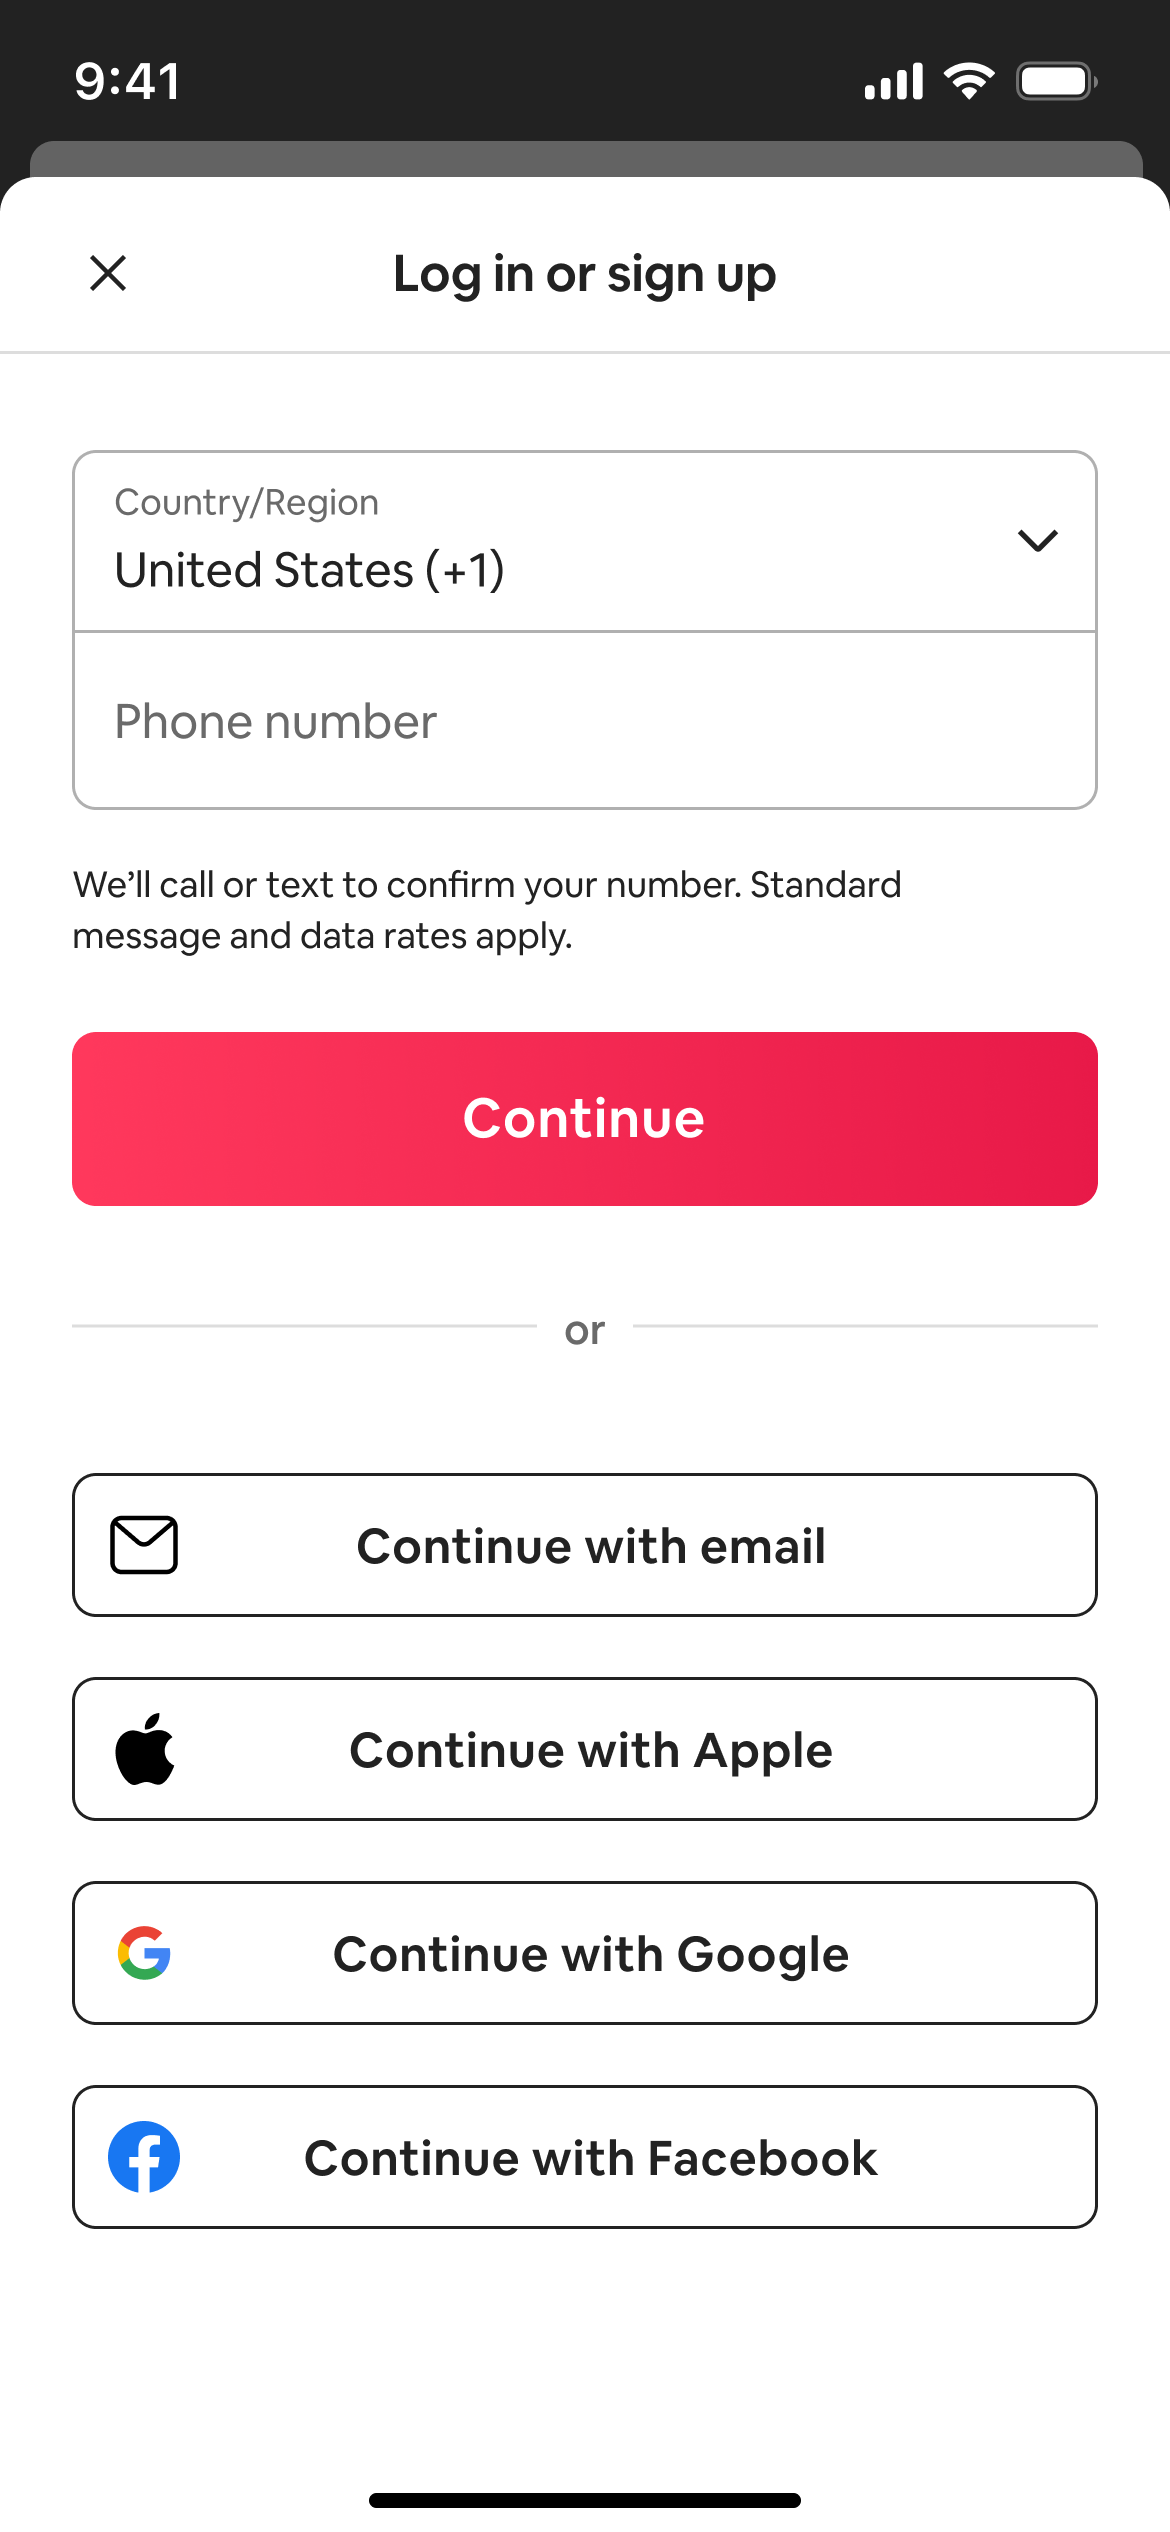 9:41
Log in or sign up
Country/Region
United States (+1)
Phone number
We’ll call or text to confirm your number. Standard
message and data rates apply.
Continue
or
Continue with email
Continue with Apple
Continue with Google
Continue with Facebook